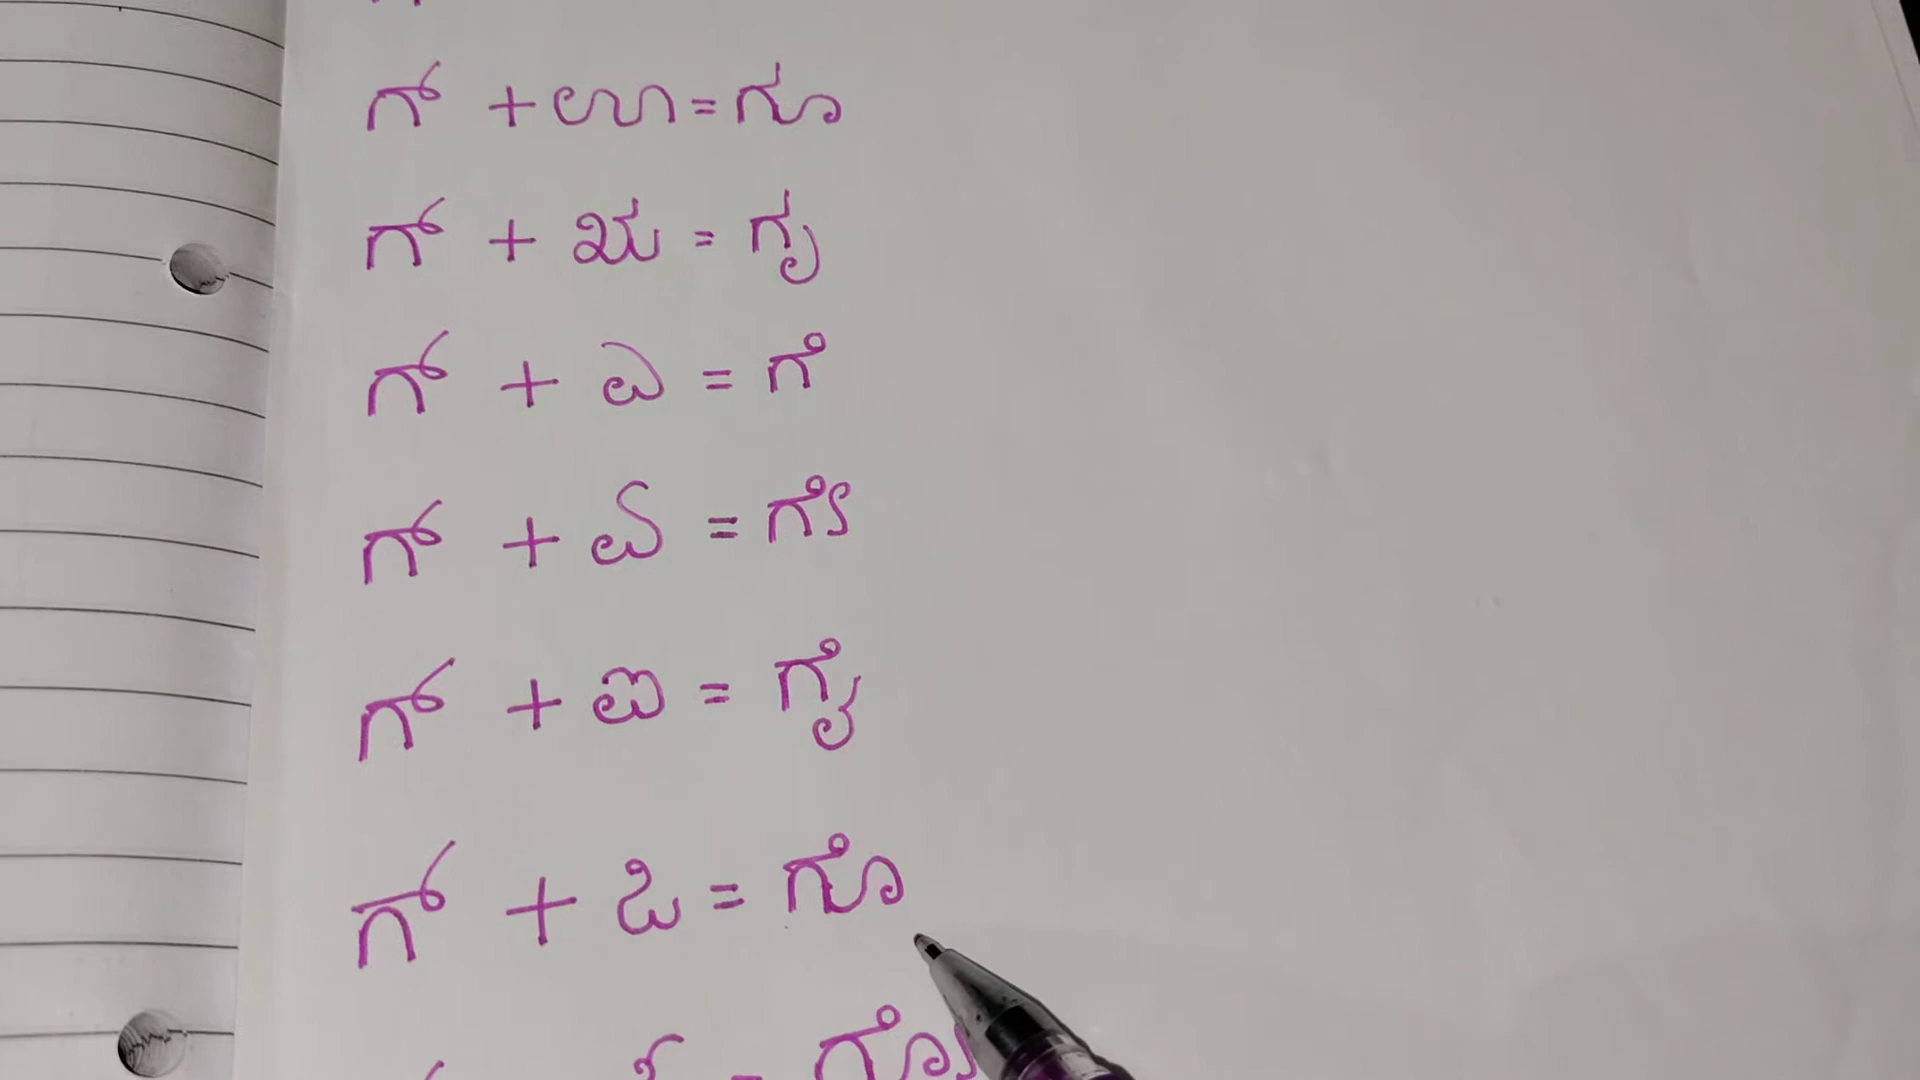 ಗ್ + ಊ = ಗೂ
ಗ್ + ಋ = ಗೃ
ಗ್ + ಎ = ಗೆ
ಗ್ + ಏ = ಗೇ
ಗ್ + ಐ = ಗೈ
ಗ್ + ಒ = ಗೊ